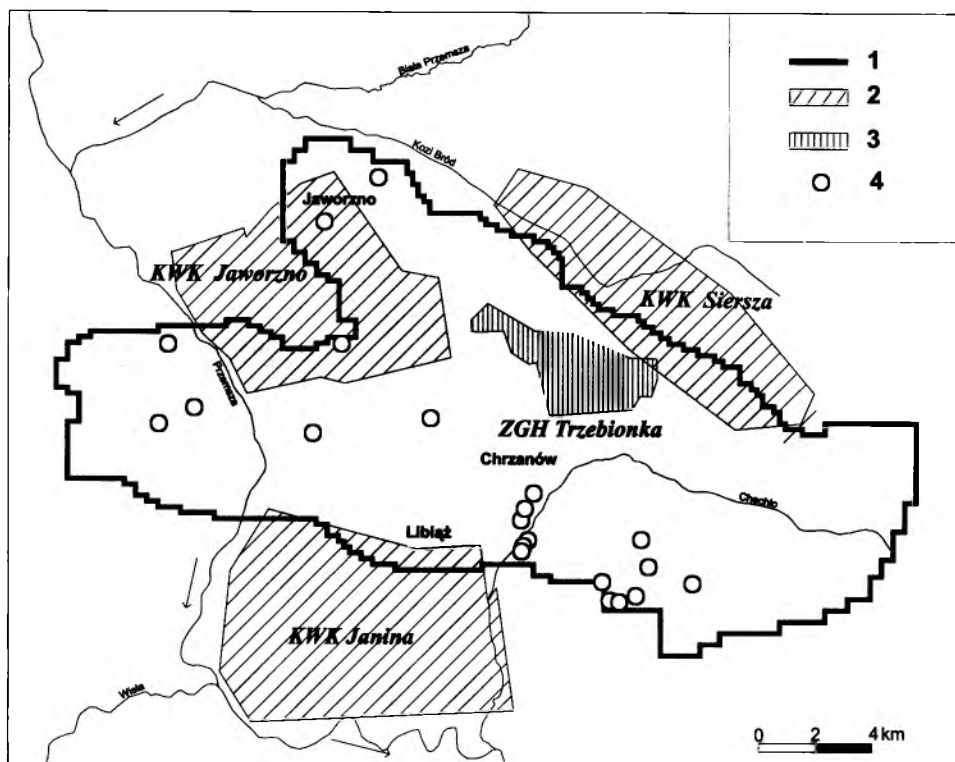 Biała Przemsza
1
2
3
4
Kozi Bród
Jaworzno
KWK Jaworzno
KWK Siersza
Przemsza
ZGH Trzebionka
Chrzanów
Chechło
Libiąż
KWK Janina
Wisła
0 2 4 km